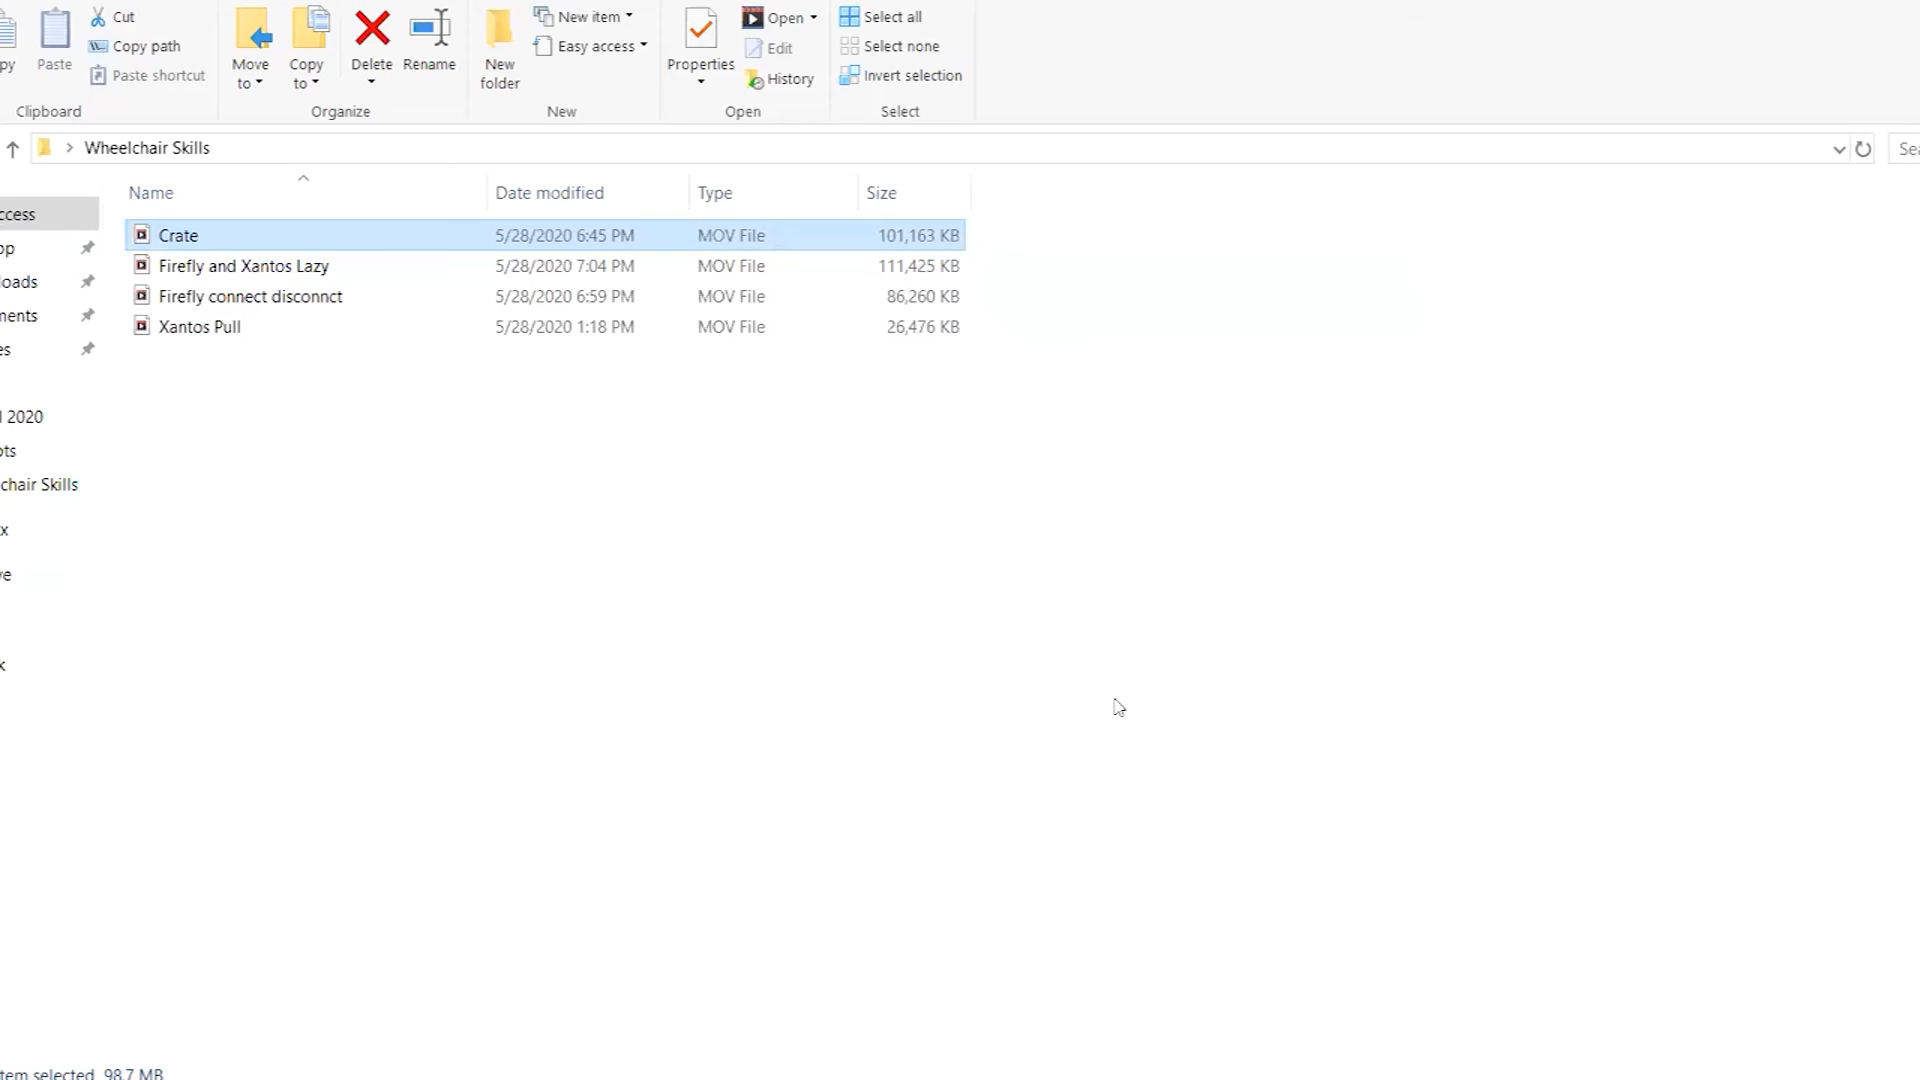 Cut
Copy path
Paste shortcut
py
Paste
Move to
Copy to
Delete
Rename
New folder
New item
Easy access
Properties
Open
Edit
History
Select all
Select none
Invert selection
Clipboard
Organize
New
Open
Select
Wheelchair Skills
Sea
Name Date modified Type Size
Crate 5/28/2020 6:45 PM MOV File 101,163 KB
Firefly and Xantos Lazy 5/28/2020 7:04 PM MOV File 111,425 KB
Firefly connect disconnct 5/28/2020 6:59 PM MOV File 86,260 KB
Xantos Pull 5/28/2020 1:18 PM MOV File 26,476 KB
ccess
op
loads
ments
es
l 2020
ots
chair Skills
x
ve
k
tem selected 98.7 MB